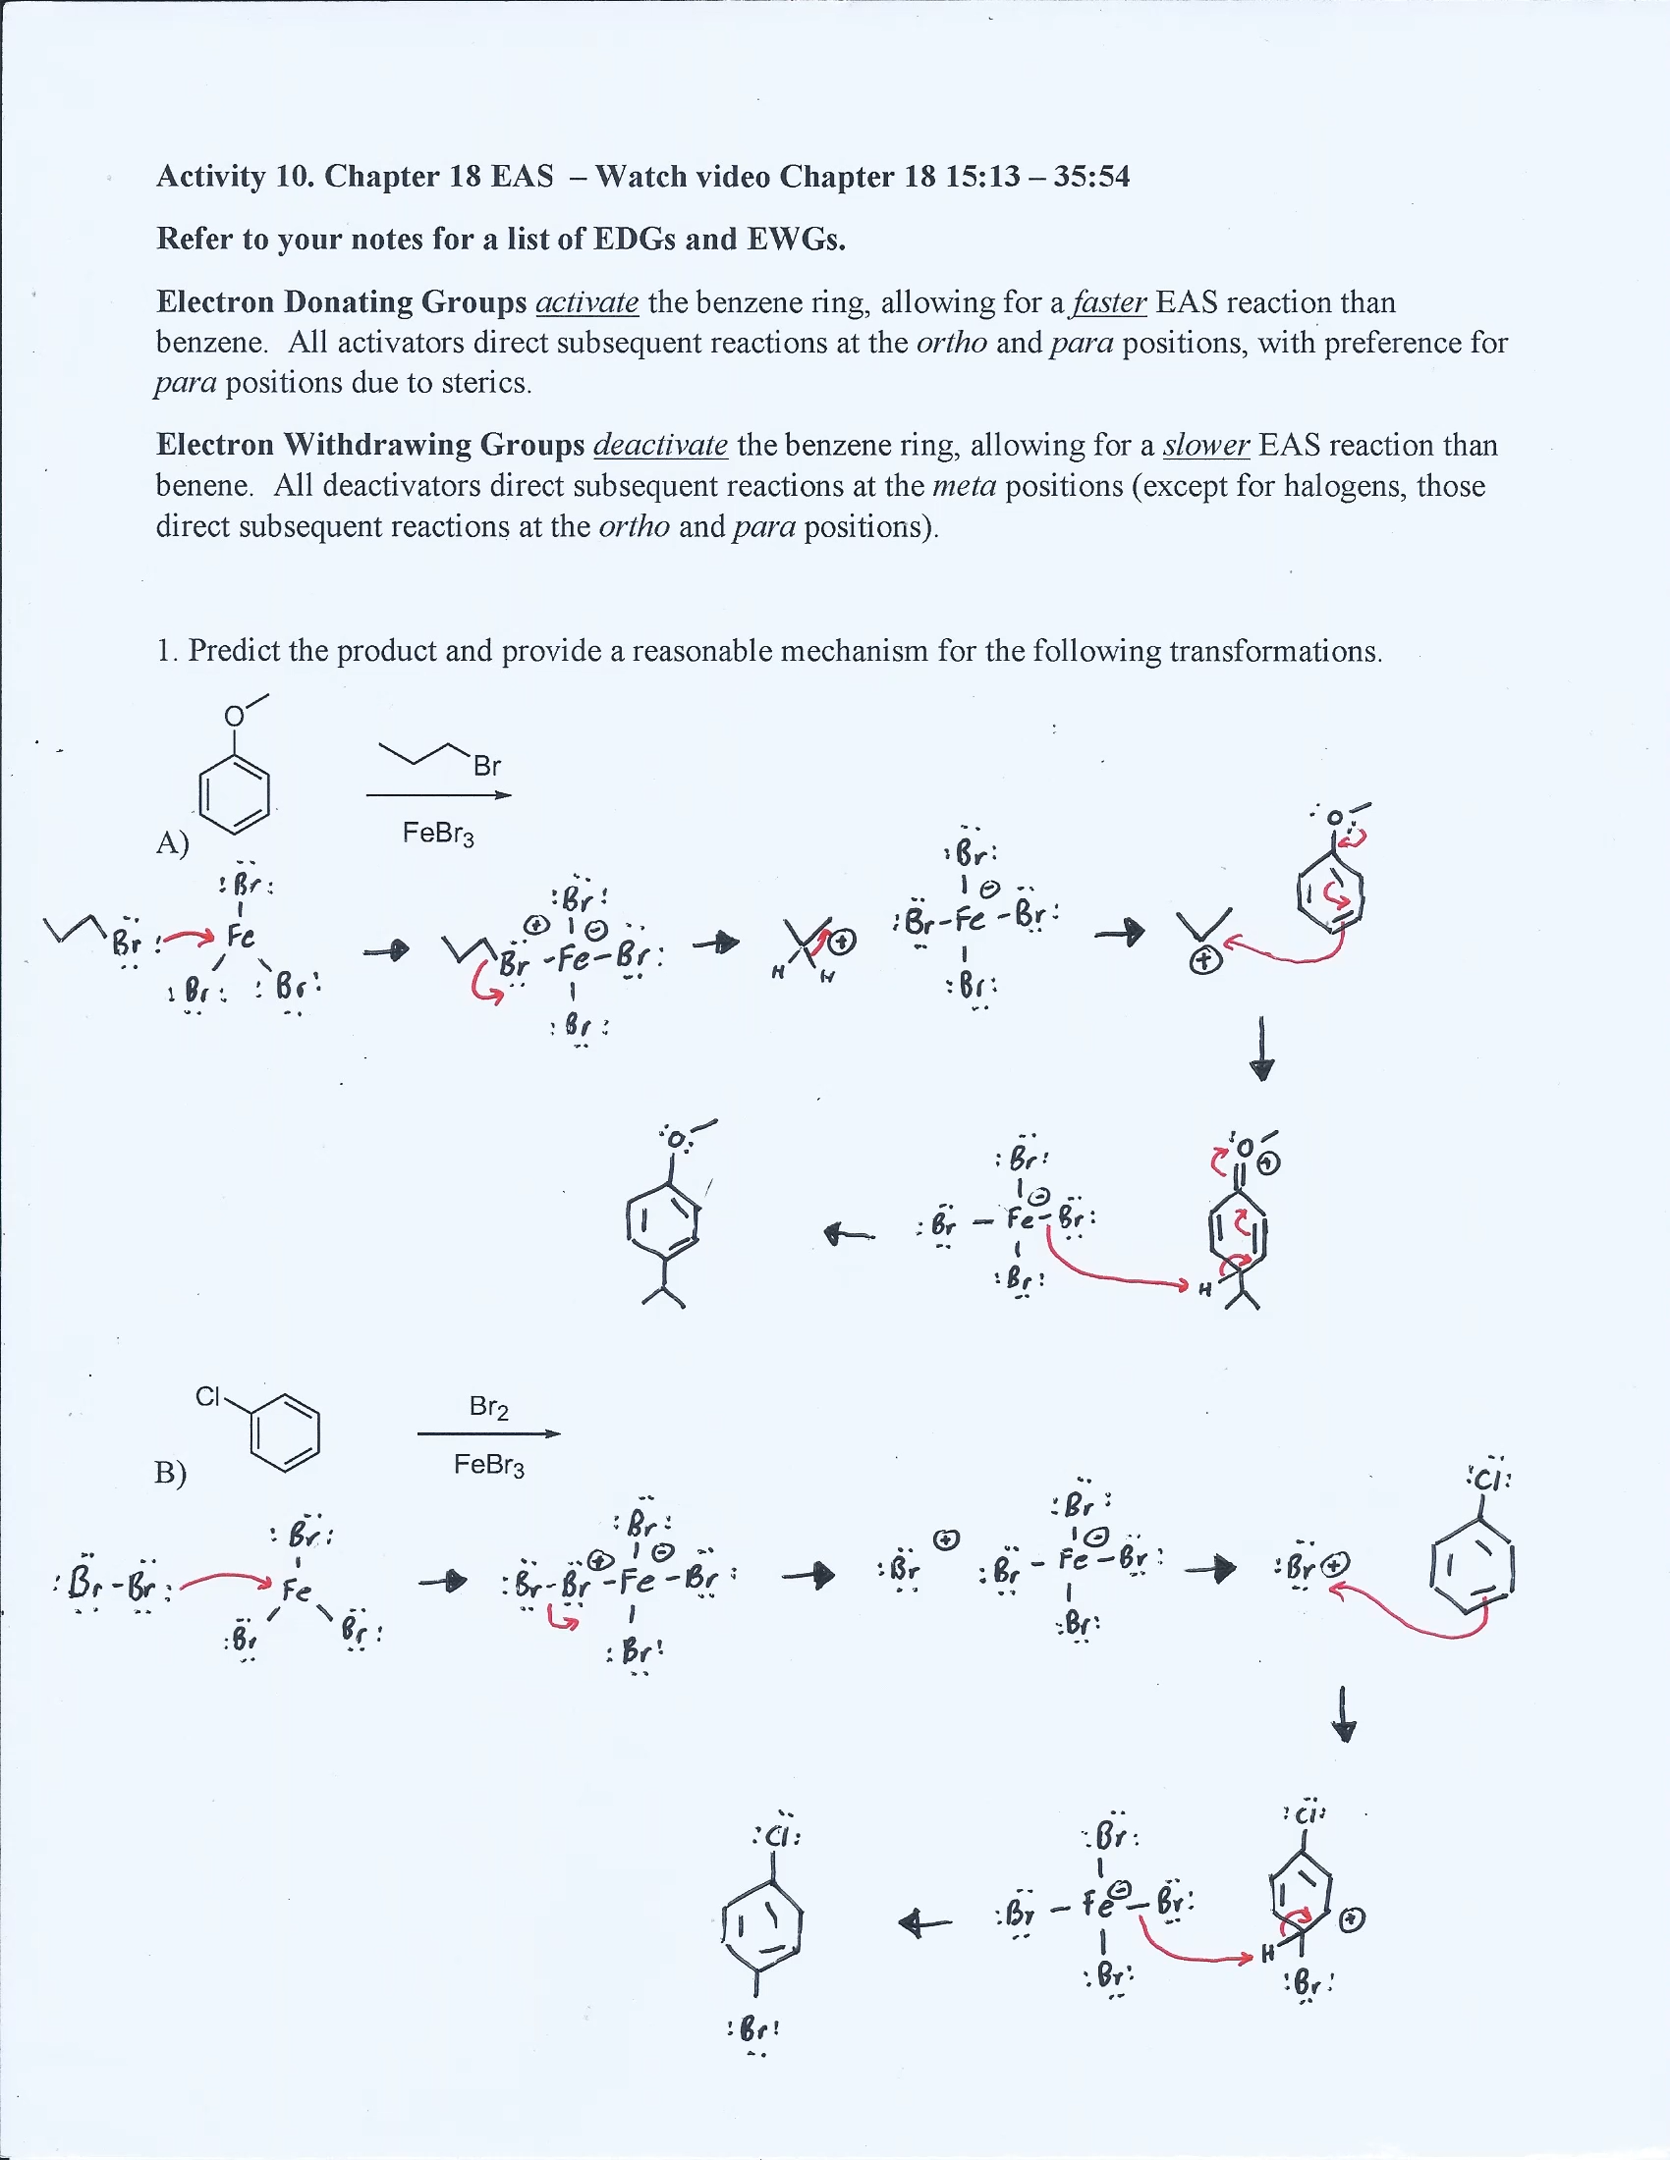 Activity 10. Chapter 18 EAS – Watch video Chapter 18 15:13 – 35:54
Refer to your notes for a list of EDGs and EWGs.
Electron Donating Groups activate the benzene ring, allowing for a faster EAS reaction than
benzene. All activators direct subsequent reactions at the ortho and para positions, with preference for
para positions due to sterics.
Electron Withdrawing Groups deactivate the benzene ring, allowing for a slower EAS reaction than
benene. All deactivators direct subsequent reactions at the meta positions (except for halogens, those
direct subsequent reactions at the ortho and para positions).
1. Predict the product and provide a reasonable mechanism for the following transformations.
O
Br
FeBr3
A)
:Br:
Br: Fe
:Br: :Br:
:Br:
⊕ ⊖
Br-Fe-Br:
:Br:
⊕
H H
:Br:
⊖
:Br-Fe-Br:
:Br:
:O:
⊕
:O:
:Br:
⊖
:Br-Fe-Br:
:Br:
:O ⊕
H
Cl
Br2
FeBr3
B)
:Br-Br:
:Br:
Fe
:Br Br:
:Br:
⊕ ⊖
:Br-Br-Fe-Br:
:Br:
:Br ⊕
:Br:
⊖
:Br-Fe-Br:
:Br:
:Br ⊕
:Cl:
:Cl:
:Br:
:Br:
⊖
:Br-Fe-Br:
:Br:
:Cl:
⊕
H
:Br: